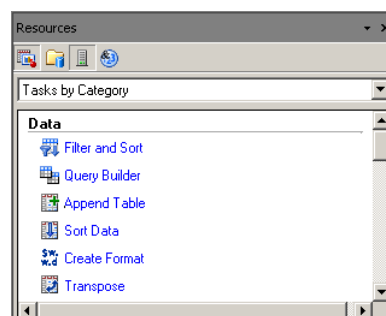 Resources
Tasks by Category
Data
Filter and Sort
Query Builder
Append Table
Sort Data
Create Format
Transpose